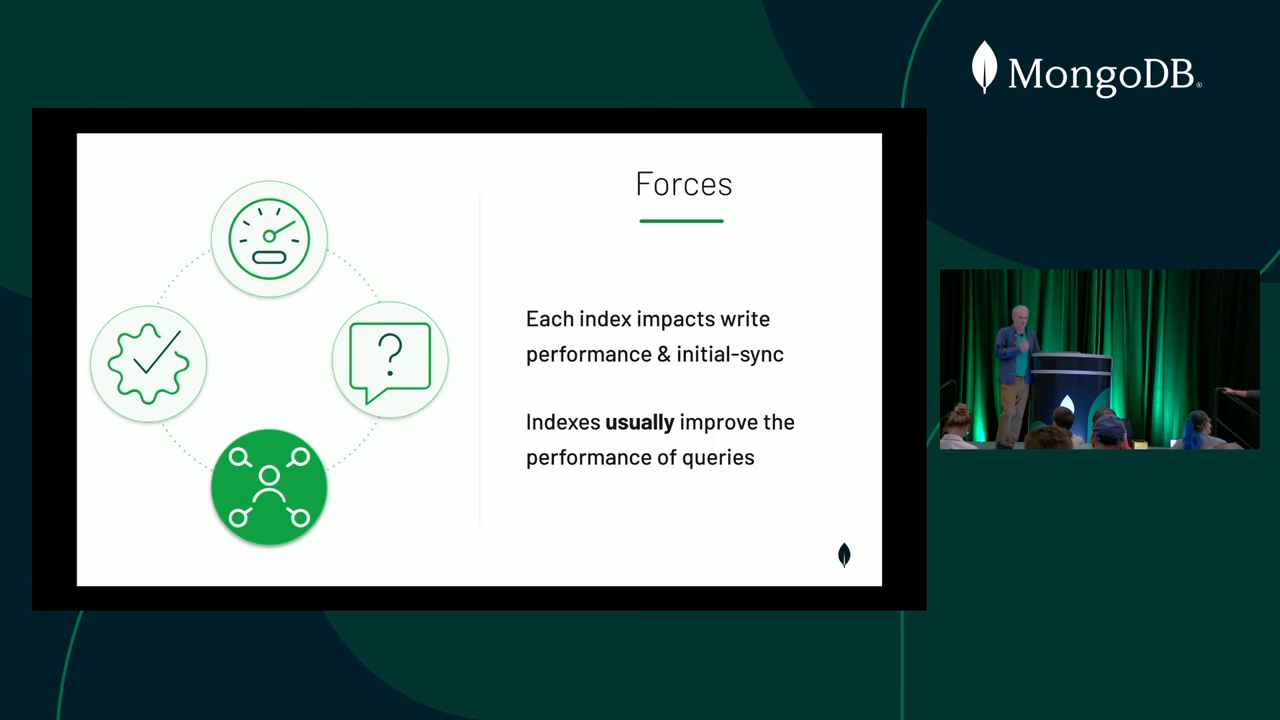 MongoDB®
Forces
Each index impacts write
performance & initial-sync
Indexes usually improve the
performance of queries